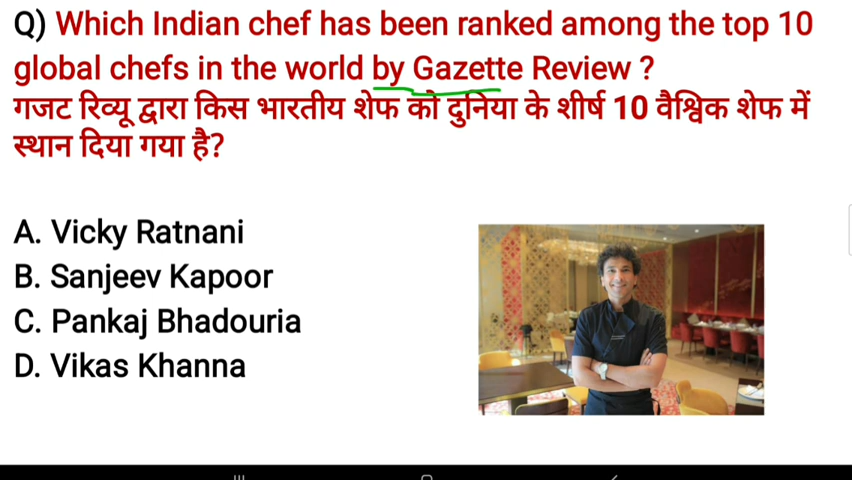 Q) Which Indian chef has been ranked among the top 10
global chefs in the world by Gazette Review ?
गजट रिव्यू द्वारा किस भारतीय शेफ को दुनिया के शीर्ष 10 वैश्विक शेफ में
स्थान दिया गया है?
A. Vicky Ratnani
B. Sanjeev Kapoor
C. Pankaj Bhadouria
D. Vikas Khanna